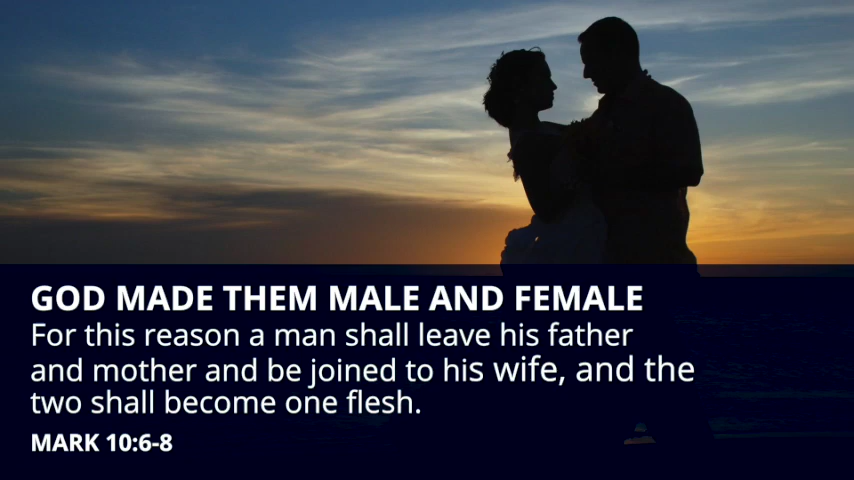 GOD MADE THEM MALE AND FEMALE
For this reason a man shall leave his father
and mother and be joined to his wife, and the
two shall become one flesh.
MARK 10:6-8